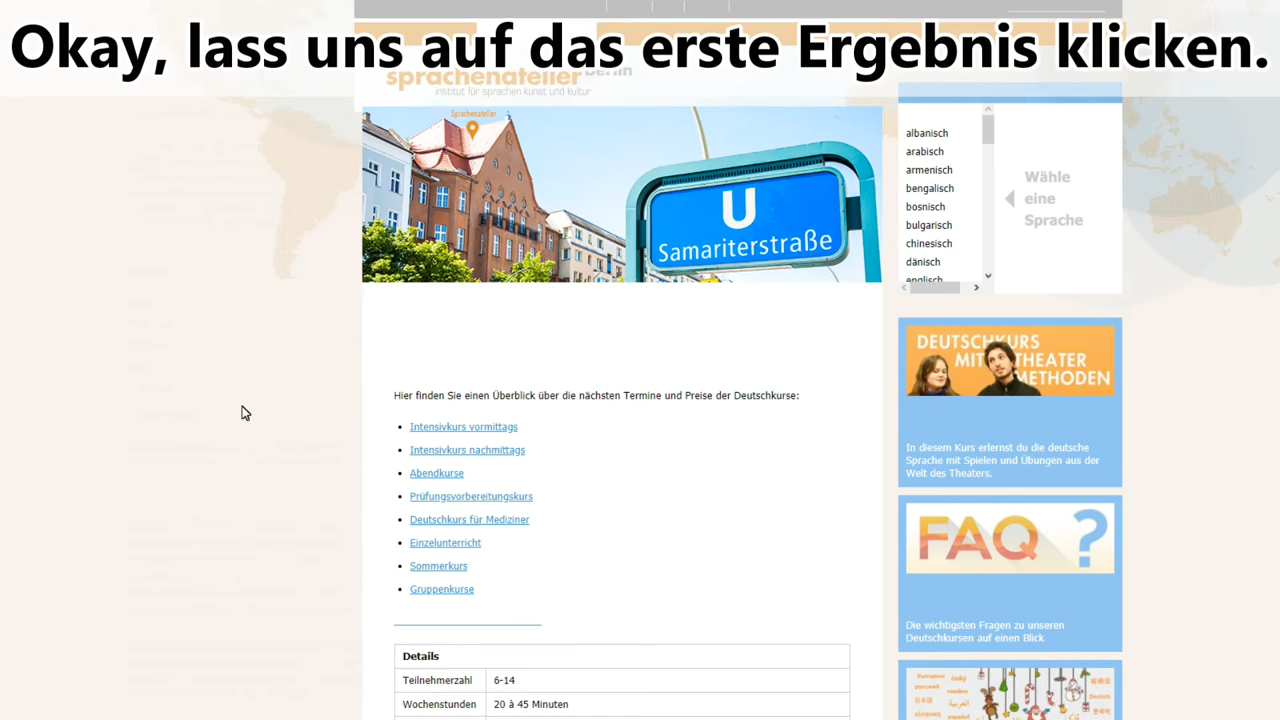 Okay, lass uns auf das erste Ergebnis klicken.
sprachenatelier berlin
institut für sprachen kunst und kultur
Sprachenatelier
U
Samariterstraße
albanisch
arabisch
armenisch
bengalisch
bosnisch
bulgarisch
chinesisch
dänisch
englisch
Wähle
eine
Sprache
DEUTSCHKURS
MIT THEATER
METHODEN
In diesem Kurs erlernst du die deutsche
Sprache mit Spielen und Übungen aus der
Welt des Theaters.
FAQ ?
Die wichtigsten Fragen zu unseren
Deutschkursen auf einen Blick
Hier finden Sie einen Überblick über die nächsten Termine und Preise der Deutschkurse:
Intensivkurs vormittags
Intensivkurs nachmittags
Abendkurse
Prüfungsvorbereitungskurs
Deutschkurs für Mediziner
Einzelunterricht
Sommerkurs
Gruppenkurse
Details
Teilnehmerzahl 6-14
Wochenstunden 20 à 45 Minuten